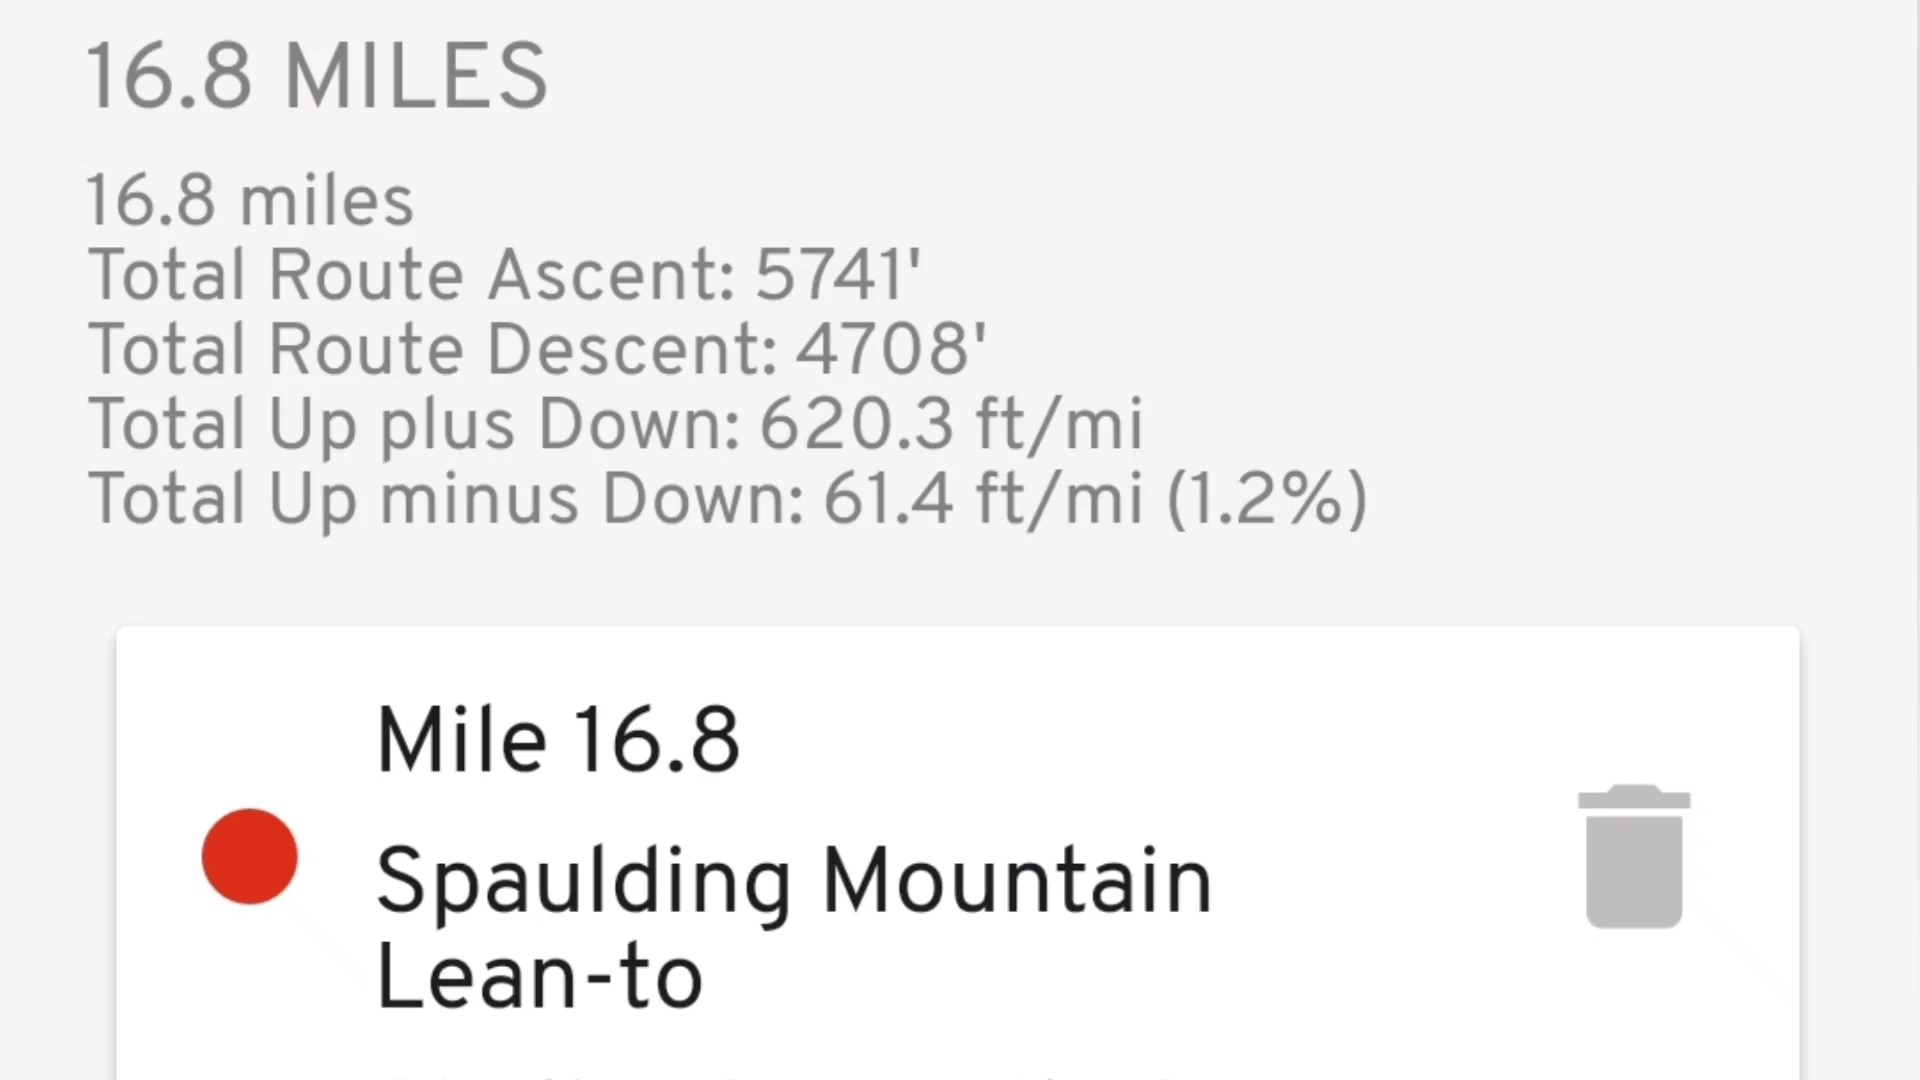 16.8 MILES
16.8 miles
Total Route Ascent: 5741'
Total Route Descent: 4708'
Total Up plus Down: 620.3 ft/mi
Total Up minus Down: 61.4 ft/mi (1.2%)
Mile 16.8
Spaulding Mountain
Lean-to